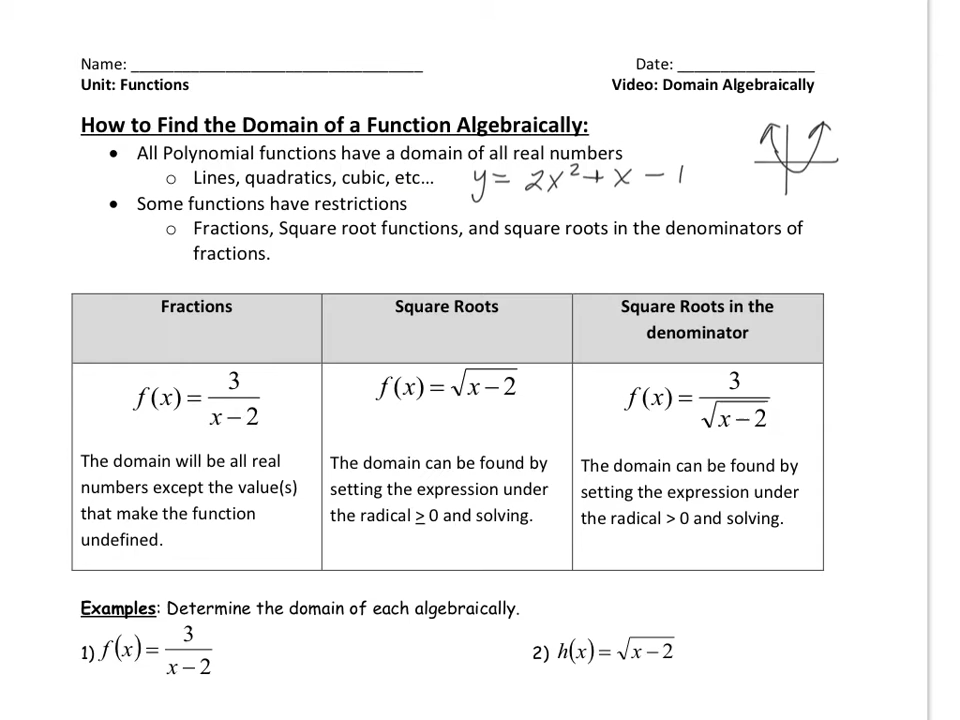 Name: ___________________________________ Date: ________________
Unit: Functions Video: Domain Algebraically
How to Find the Domain of a Function Algebraically:
• All Polynomial functions have a domain of all real numbers
o Lines, quadratics, cubic, etc... y = 2x² + x - 1
• Some functions have restrictions
o Fractions, Square root functions, and square roots in the denominators of
fractions.
Fractions
f(x) = 3/(x − 2)
The domain will be all real
numbers except the value(s)
that make the function
undefined.
Square Roots
f(x) = √(x − 2)
The domain can be found by
setting the expression under
the radical ≥ 0 and solving.
Square Roots in the
denominator
f(x) = 3/√(x − 2)
The domain can be found by
setting the expression under
the radical > 0 and solving.
Examples: Determine the domain of each algebraically.
1) f(x) = 3/(x − 2) 2) h(x) = √(x − 2)